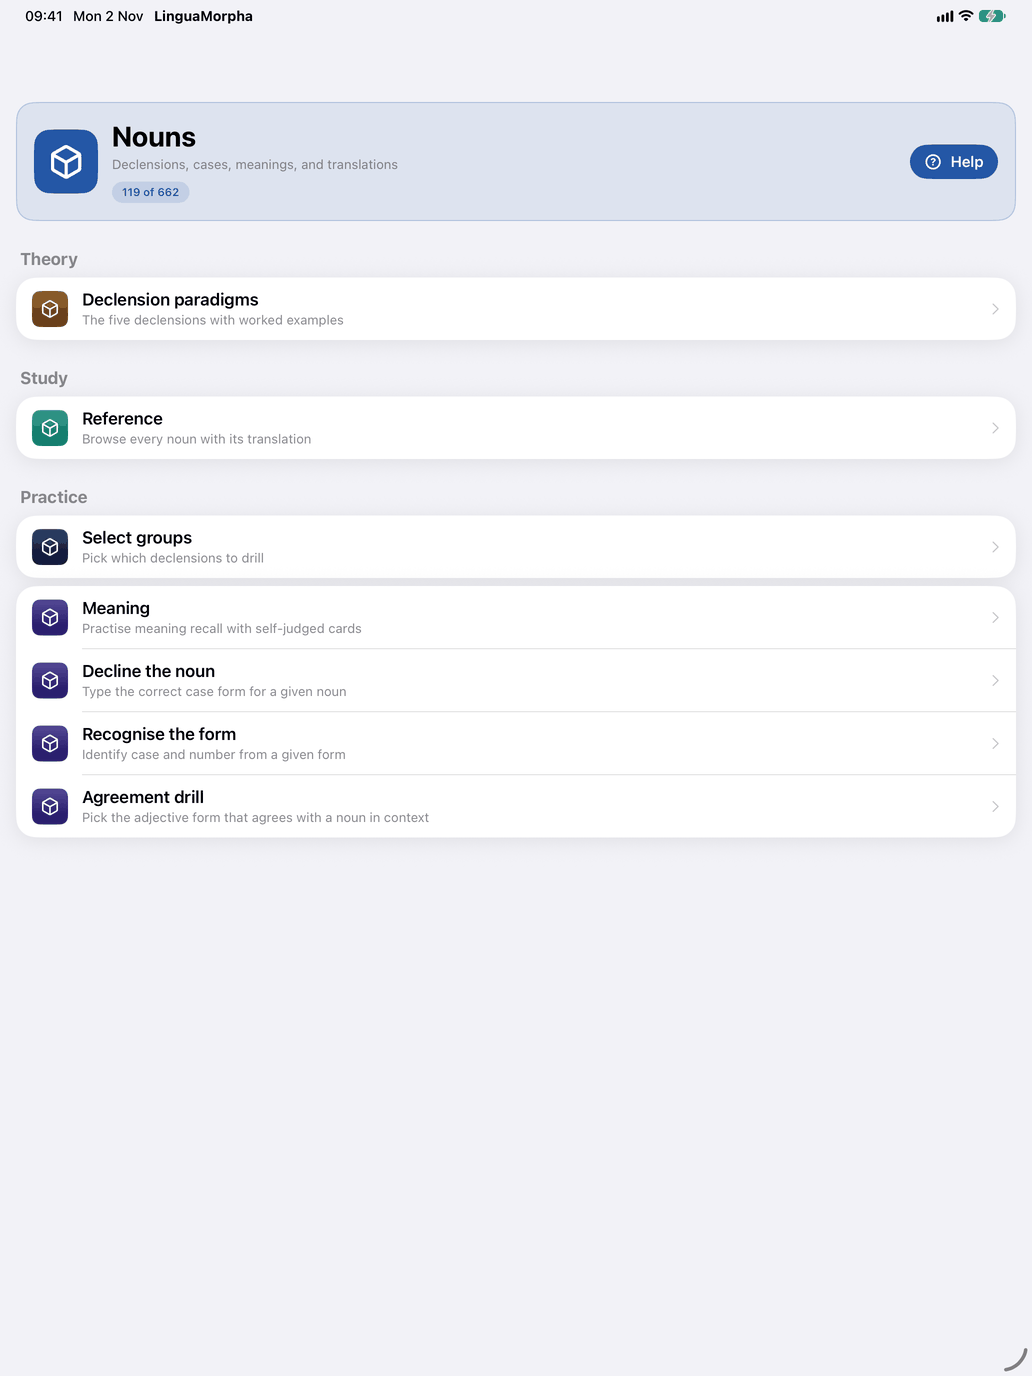 09:41 Mon 2 Nov LinguaMorpha
Nouns
Declensions, cases, meanings, and translations
119 of 662
Help
Theory
Declension paradigms
The five declensions with worked examples
Study
Reference
Browse every noun with its translation
Practice
Select groups
Pick which declensions to drill
Meaning
Practise meaning recall with self-judged cards
Decline the noun
Type the correct case form for a given noun
Recognise the form
Identify case and number from a given form
Agreement drill
Pick the adjective form that agrees with a noun in context